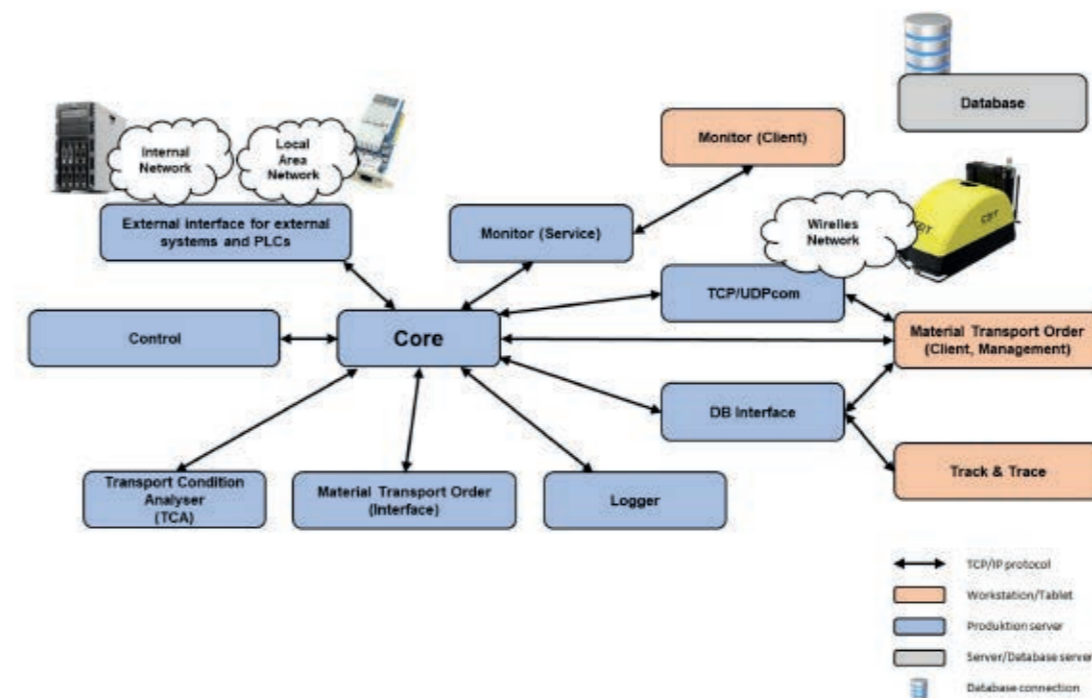 Database
Monitor (Client)
Internal
Network
Local
Area
Network
External interface for external
systems and PLCs
Monitor (Service)
Wirelles
Network
TCP/UDPcom
Control
Core
Material Transport Order
(Client, Management)
DB Interface
Transport Condition
Analyser
(TCA)
Material Transport Order
(Interface)
Logger
Track & Trace
TCP/IP protocol
Workstation/Tablet
Produktion server
Server/Database server
Database connection